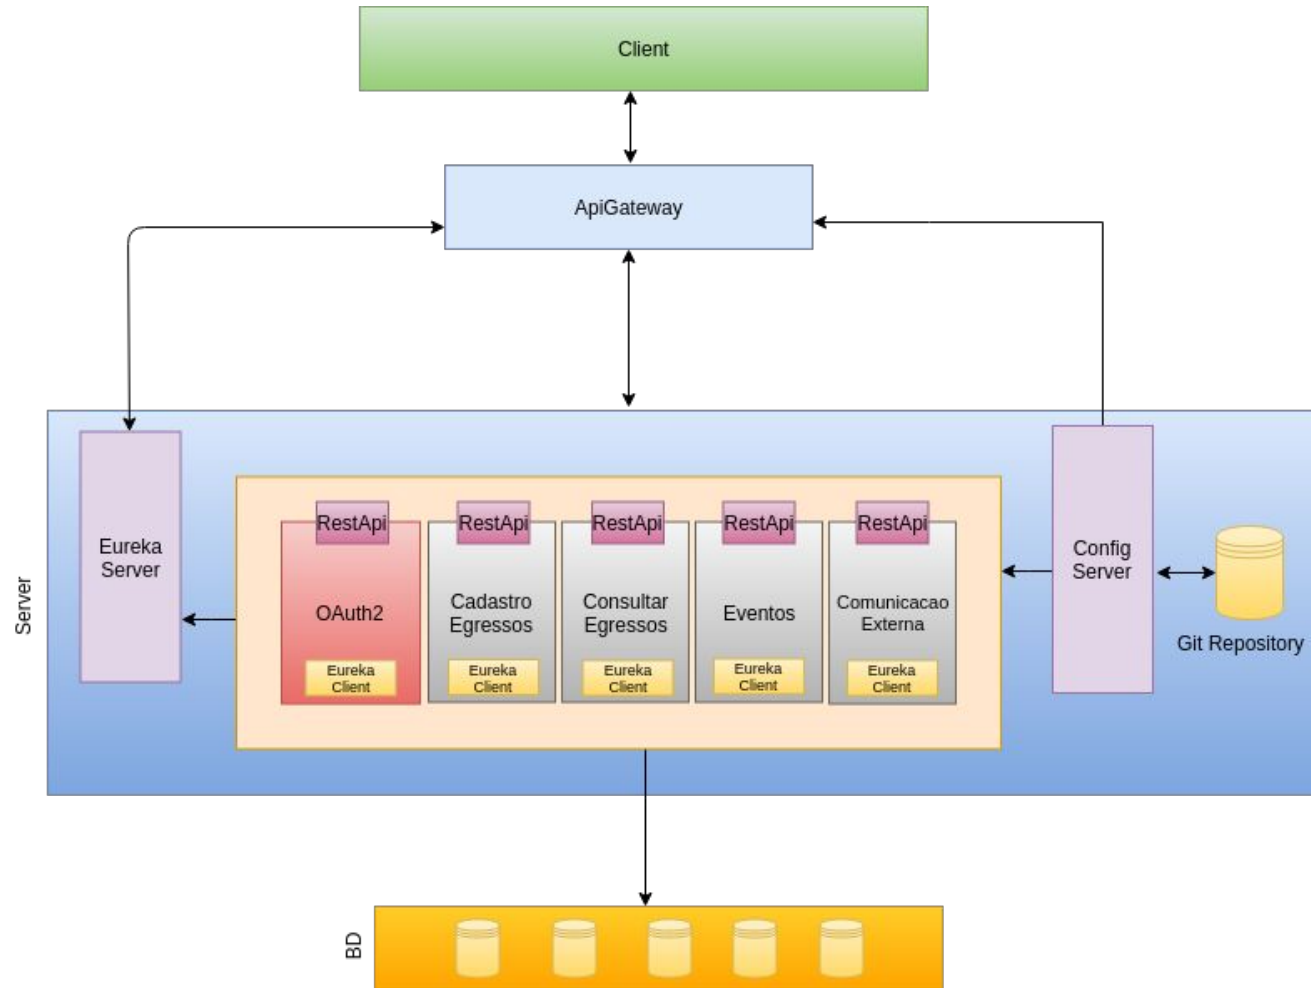 Client
ApiGateway
Server
Eureka
Server
RestApi
OAuth2
Eureka
Client
RestApi
Cadastro
Egressos
Eureka
Client
RestApi
Consultar
Egressos
Eureka
Client
RestApi
Eventos
Eureka
Client
RestApi
Comunicacao
Externa
Eureka
Client
Config
Server
Git Repository
BD